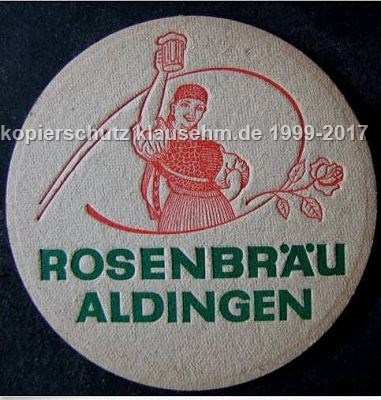 kopierschutz klausehm.de 1999-2017
ROSENBRÄU
ALDINGEN